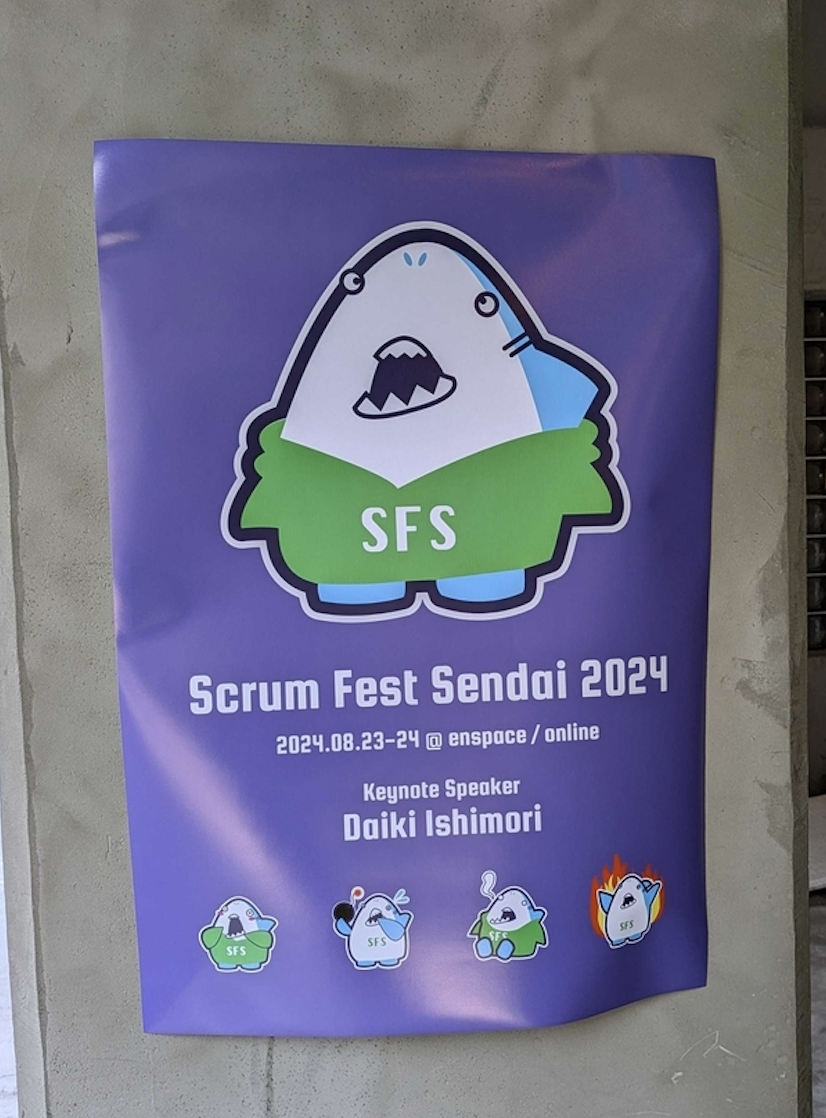 SFS
Scrum Fest Sendai 2024
2024.08.23-24 @ enspace / online
Keynote Speaker
Daiki Ishimori
SFS
SFS
SFS
SFS